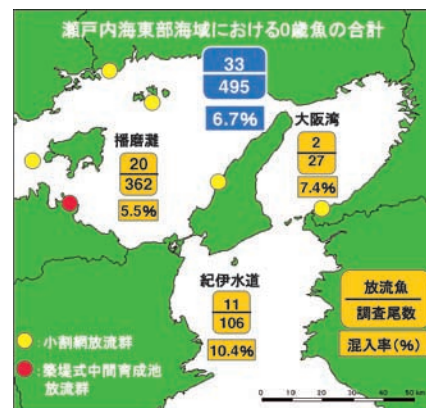 瀬戸内海東部海域における0歳魚の合計
33
495
6.7%
大阪湾
2
27
7.4%
播磨灘
20
362
5.5%
紀伊水道
11
106
10.4%
放流魚
調査尾数
混入率(%)
:小割網放流群
:築堤式中間育成池
放流群
0 10 20 30 40 50 km